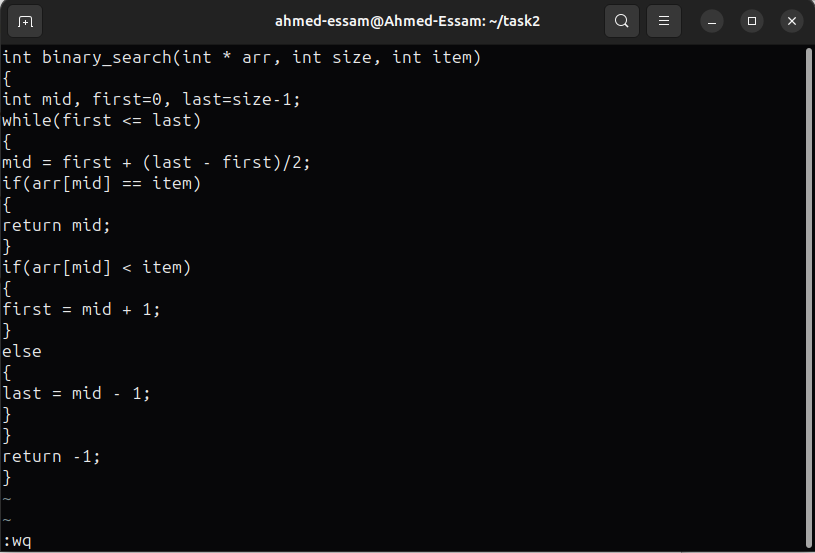 ahmed-essam@Ahmed-Essam: ~/task2
int binary_search(int * arr, int size, int item)
{
int mid, first=0, last=size-1;
while(first <= last)
{
mid = first + (last - first)/2;
if(arr[mid] == item)
{
return mid;
}
if(arr[mid] < item)
{
first = mid + 1;
}
else
{
last = mid - 1;
}
}
return -1;
}
~
~
:wq